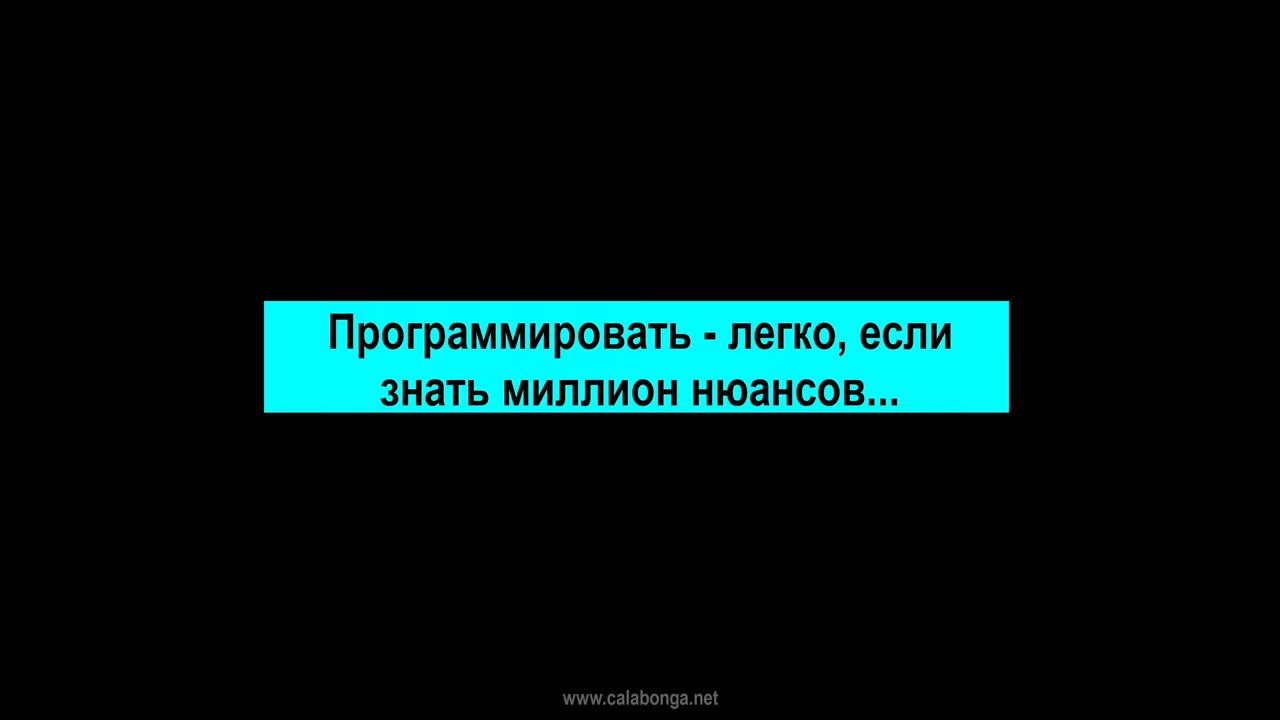 Программировать - легко, если
знать миллион нюансов...
www.calabonga.net